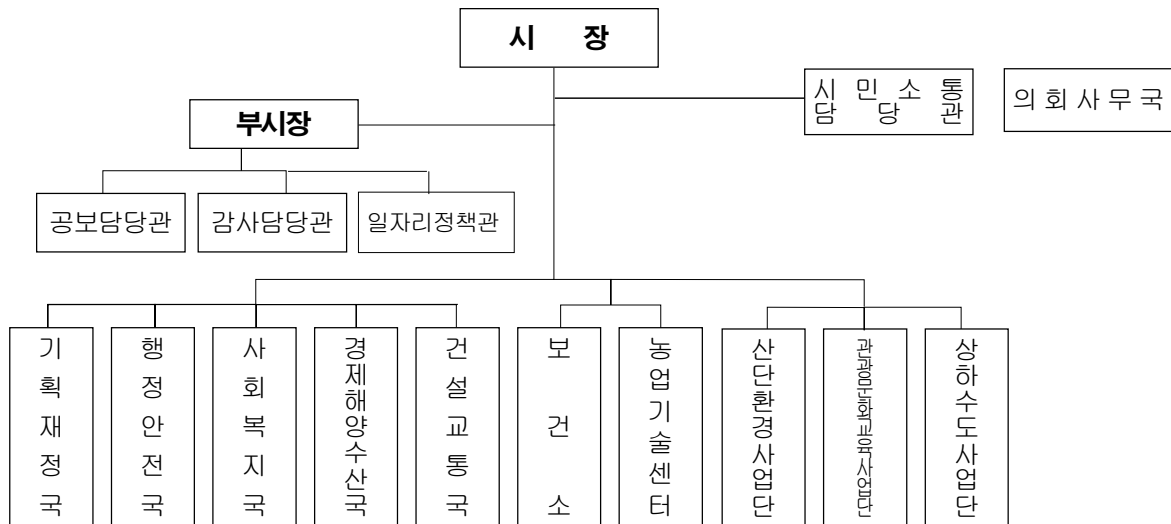 시 장
시 민 소 통
담 당 관
의회사무국
부시장
공보담당관
감사담당관
일자리정책관
기획재정국
행정안전국
사회복지국
경제해양수산국
건설교통국
보건소
농업기술센터
산단환경사업단
관광문화교육사업단
상하수도사업단